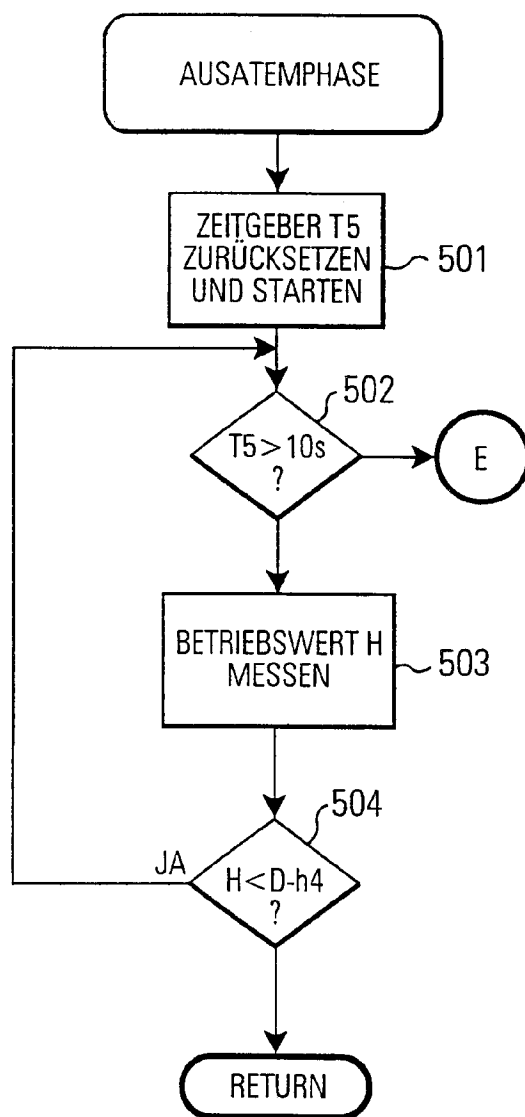 AUSATEMPHASE
ZEITGEBER T5
ZURÜCKSETZEN
UND STARTEN
501
502
T5>10s
?
E
BETRIEBSWERT H
MESSEN
503
504
JA
H<D-h4
?
RETURN